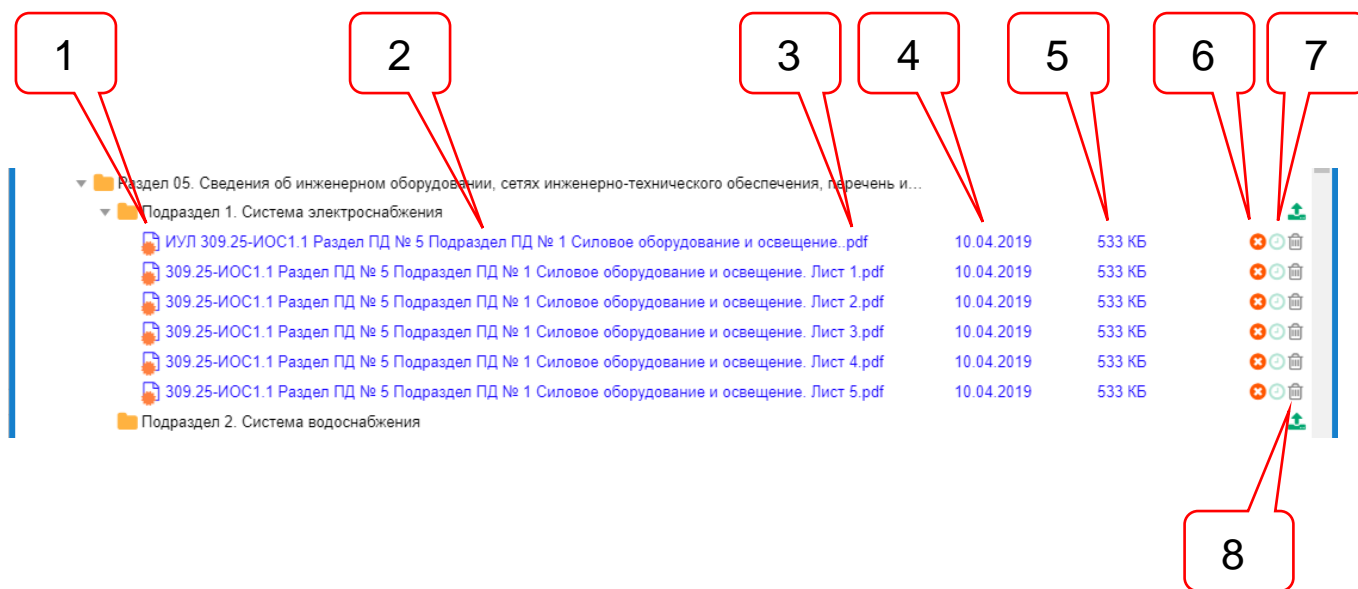 1 2 3 4 5 6 7
Раздел 05. Сведения об инженерном оборудовании, сетях инженерно-технического обеспечения, перечень и...
Подраздел 1. Система электроснабжения
ИУЛ 309.25-ИОС1.1 Раздел ПД № 5 Подраздел ПД № 1 Силовое оборудование и освещение..pdf 10.04.2019 533 КБ
309.25-ИОС1.1 Раздел ПД № 5 Подраздел ПД № 1 Силовое оборудование и освещение. Лист 1.pdf 10.04.2019 533 КБ
309.25-ИОС1.1 Раздел ПД № 5 Подраздел ПД № 1 Силовое оборудование и освещение. Лист 2.pdf 10.04.2019 533 КБ
309.25-ИОС1.1 Раздел ПД № 5 Подраздел ПД № 1 Силовое оборудование и освещение. Лист 3.pdf 10.04.2019 533 КБ
309.25-ИОС1.1 Раздел ПД № 5 Подраздел ПД № 1 Силовое оборудование и освещение. Лист 4.pdf 10.04.2019 533 КБ
309.25-ИОС1.1 Раздел ПД № 5 Подраздел ПД № 1 Силовое оборудование и освещение. Лист 5.pdf 10.04.2019 533 КБ
Подраздел 2. Система водоснабжения
8